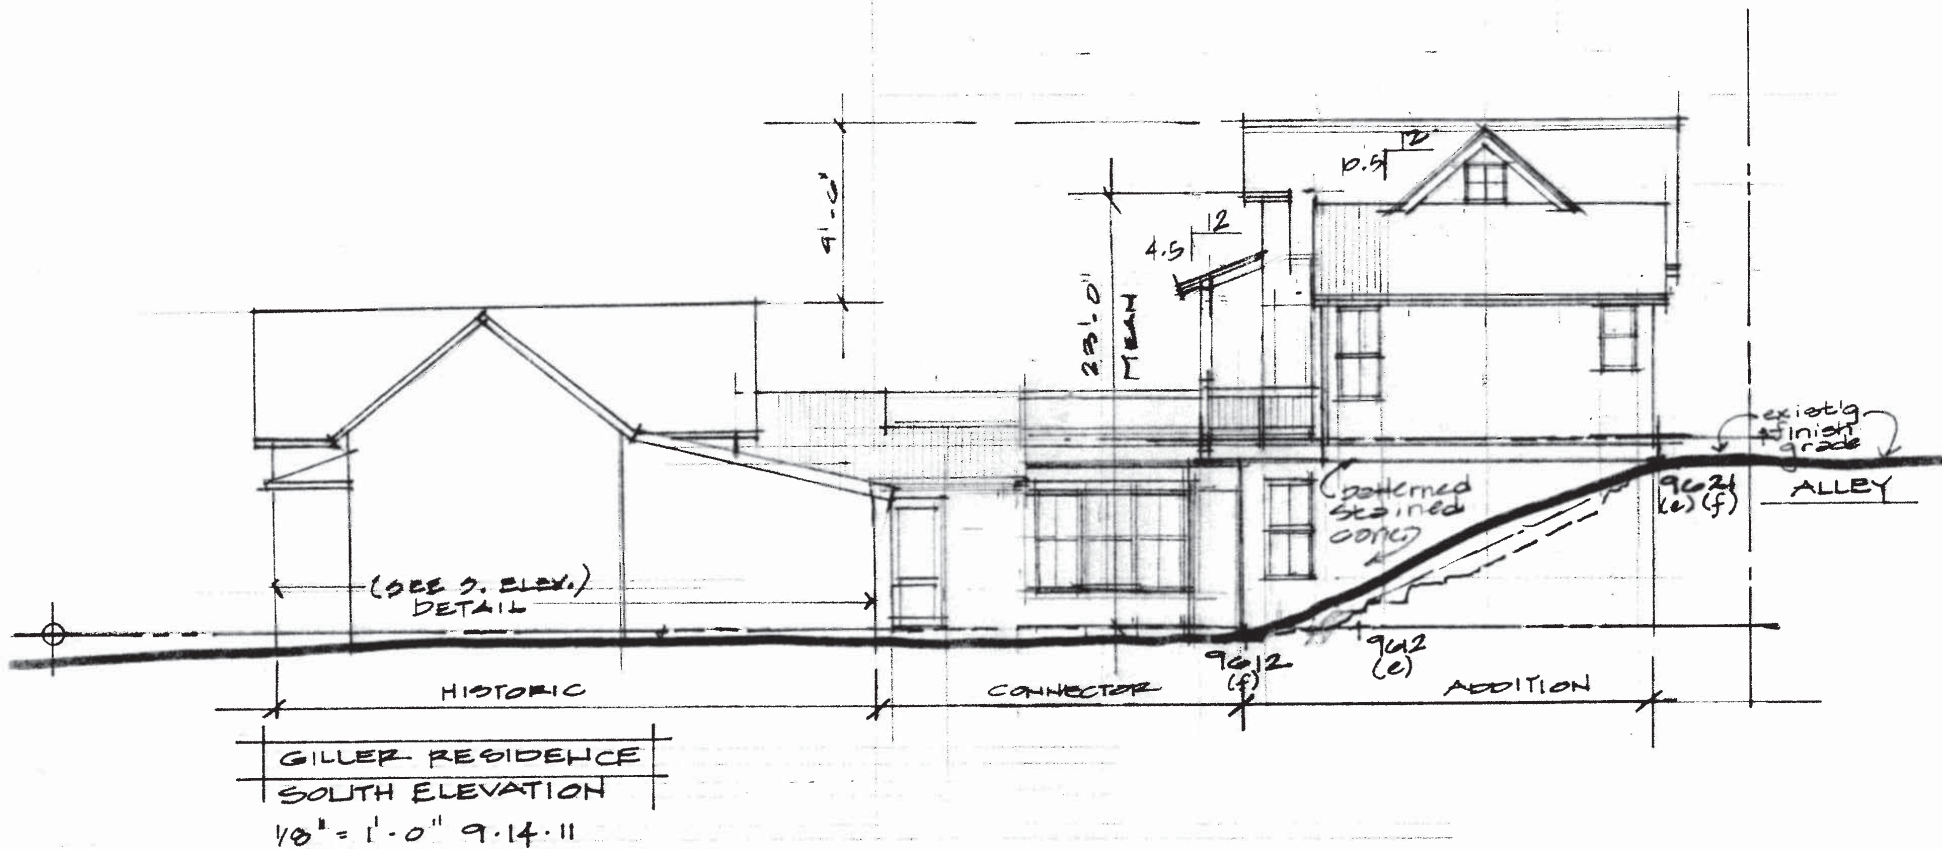 12
10.5
9'-0"
12
4.5
23'-0"
MEAN
exist'g
finish
grade
patterned
stained
conc.
9621
(e) (f)
ALLEY
(SEE S. ELEV.)
DETAIL
9612
(f)
9612
(e)
HISTORIC
CONNECTOR
ADDITION
GILLER RESIDENCE
SOUTH ELEVATION
1/8" = 1'-0" 9.14.11